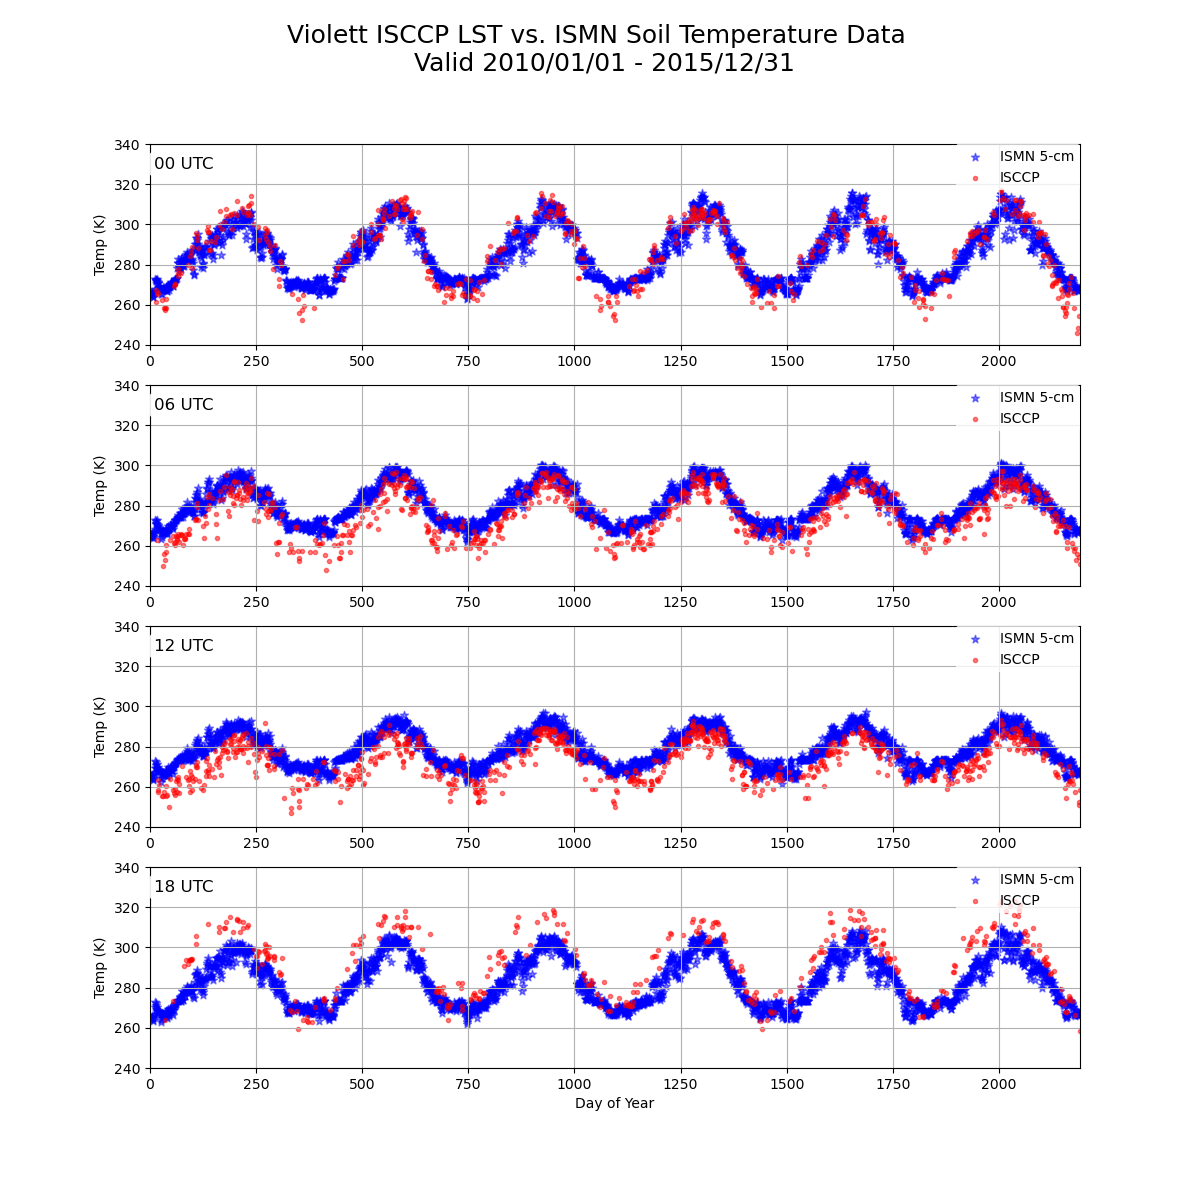 Violett ISCCP LST vs. ISMN Soil Temperature Data
Valid 2010/01/01 - 2015/12/31
340
320
300
280
260
240
Temp (K)
00 UTC
ISMN 5-cm
ISCCP
0 250 500 750 1000 1250 1500 1750 2000
340
320
300
280
260
240
Temp (K)
06 UTC
ISMN 5-cm
ISCCP
0 250 500 750 1000 1250 1500 1750 2000
340
320
300
280
260
240
Temp (K)
12 UTC
ISMN 5-cm
ISCCP
0 250 500 750 1000 1250 1500 1750 2000
340
320
300
280
260
240
Temp (K)
18 UTC
ISMN 5-cm
ISCCP
0 250 500 750 1000 1250 1500 1750 2000
Day of Year